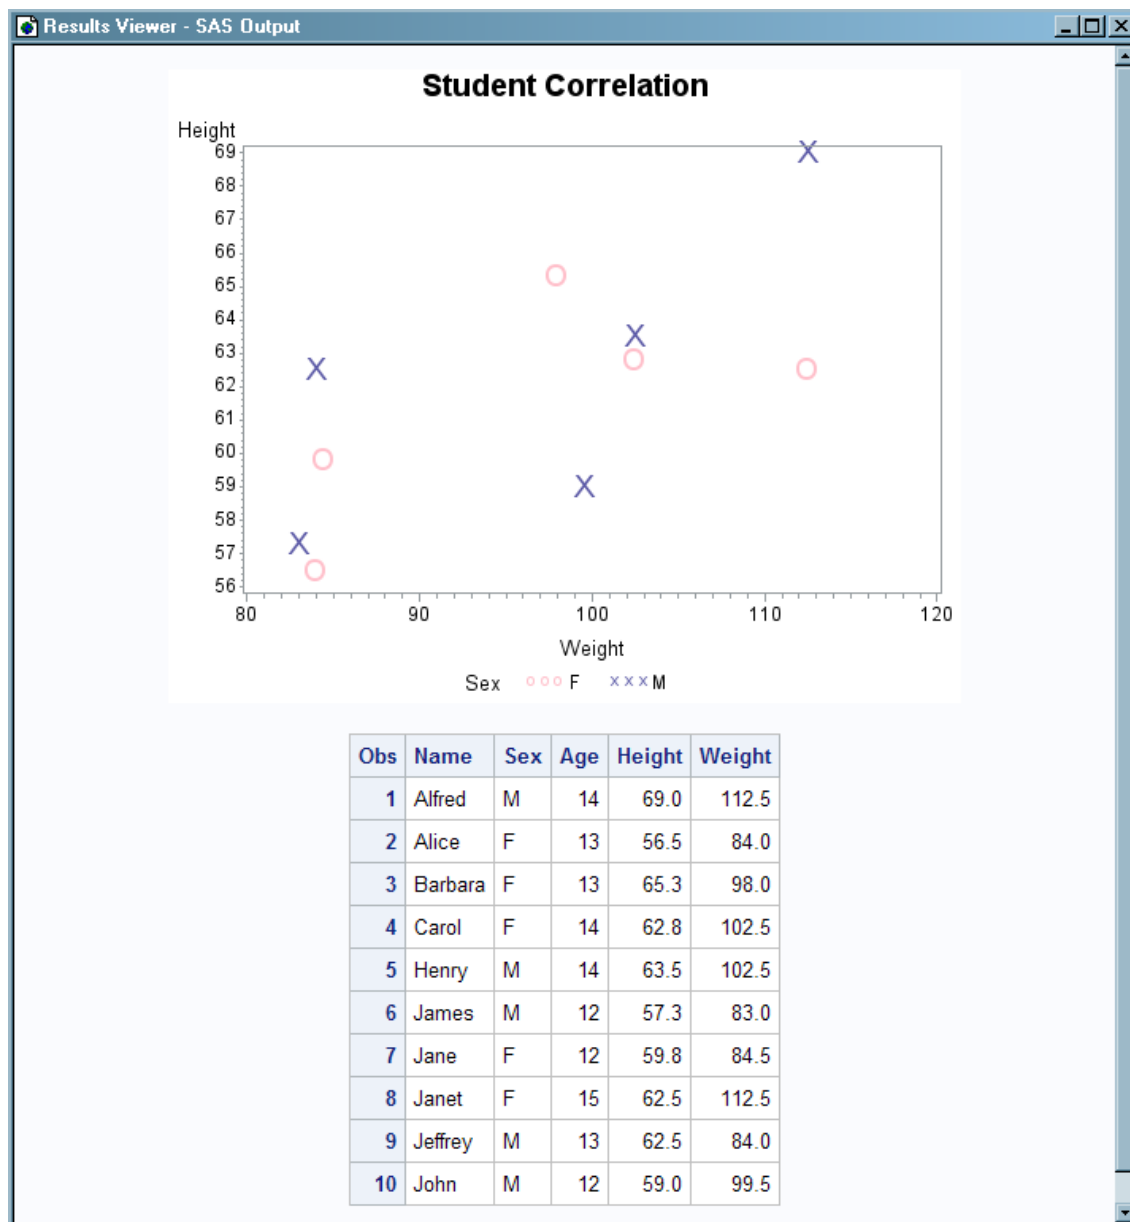 Results Viewer - SAS Output
Student Correlation
Height
69
68
67
66
65
64
63
62
61
60
59
58
57
56
80 90 100 110 120
Weight
Sex ooo F xxx M
Obs Name Sex Age Height Weight
1 Alfred M 14 69.0 112.5
2 Alice F 13 56.5 84.0
3 Barbara F 13 65.3 98.0
4 Carol F 14 62.8 102.5
5 Henry M 14 63.5 102.5
6 James M 12 57.3 83.0
7 Jane F 12 59.8 84.5
8 Janet F 15 62.5 112.5
9 Jeffrey M 13 62.5 84.0
10 John M 12 59.0 99.5